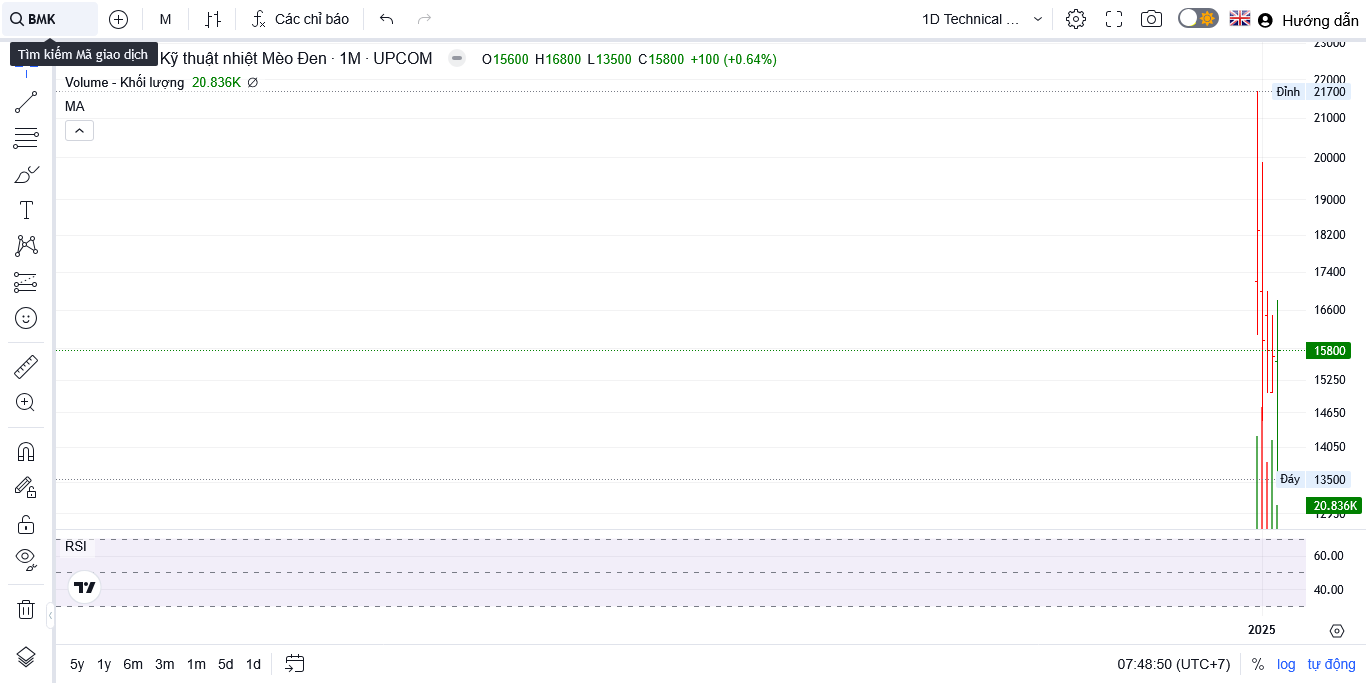 BMK
M
Các chỉ báo
1D Technical ...
Hướng dẫn
Tìm kiếm Mã giao dịch
Kỹ thuật nhiệt Mèo Đen · 1M · UPCOM
O15600 H16800 L13500 C15800 +100 (+0.64%)
Volume - Khối lượng 20.836K ∅
MA
23000
22000
Đỉnh 21700
21000
20000
19000
18200
17400
16600
15800
15250
14650
14050
Đáy 13500
20.836K
12950
RSI
60.00
40.00
2025
5y 1y 6m 3m 1m 5d 1d
07:48:50 (UTC+7) % log tự động